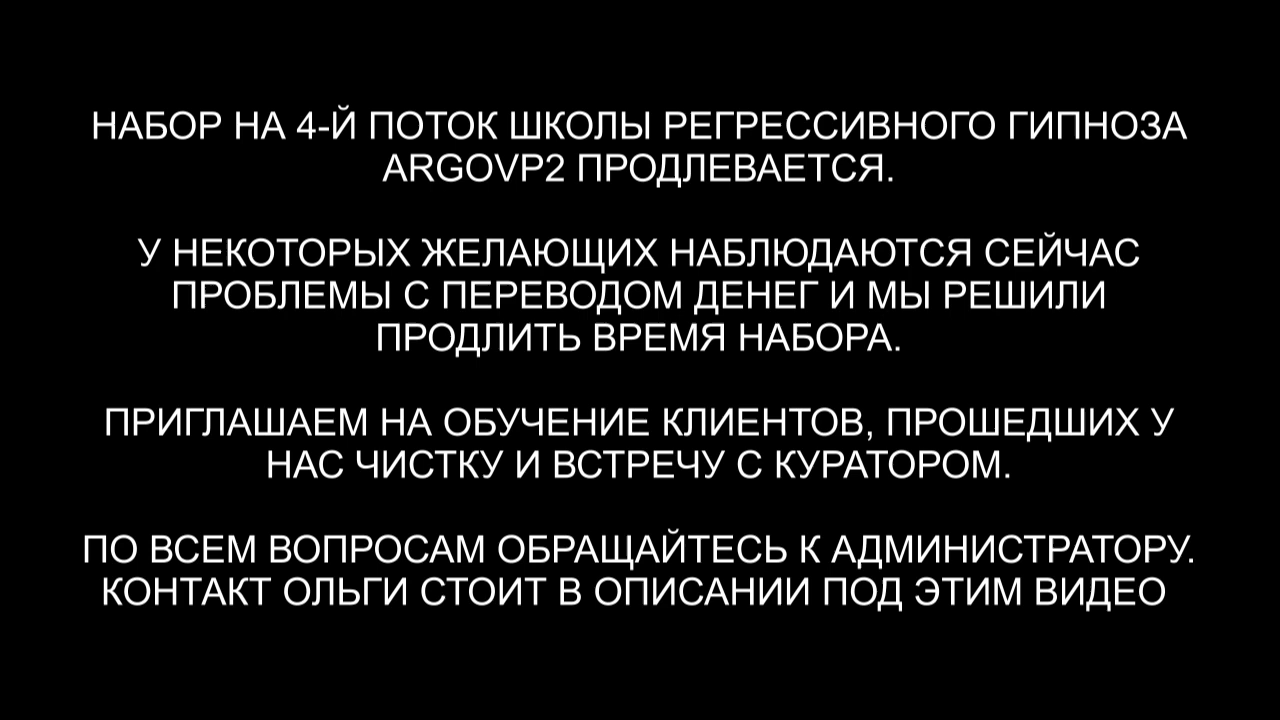 НАБОР НА 4-Й ПОТОК ШКОЛЫ РЕГРЕССИВНОГО ГИПНОЗА
ARGOVP2 ПРОДЛЕВАЕТСЯ.
У НЕКОТОРЫХ ЖЕЛАЮЩИХ НАБЛЮДАЮТСЯ СЕЙЧАС
ПРОБЛЕМЫ С ПЕРЕВОДОМ ДЕНЕГ И МЫ РЕШИЛИ
ПРОДЛИТЬ ВРЕМЯ НАБОРА.
ПРИГЛАШАЕМ НА ОБУЧЕНИЕ КЛИЕНТОВ, ПРОШЕДШИХ У
НАС ЧИСТКУ И ВСТРЕЧУ С КУРАТОРОМ.
ПО ВСЕМ ВОПРОСАМ ОБРАЩАЙТЕСЬ К АДМИНИСТРАТОРУ.
КОНТАКТ ОЛЬГИ СТОИТ В ОПИСАНИИ ПОД ЭТИМ ВИДЕО